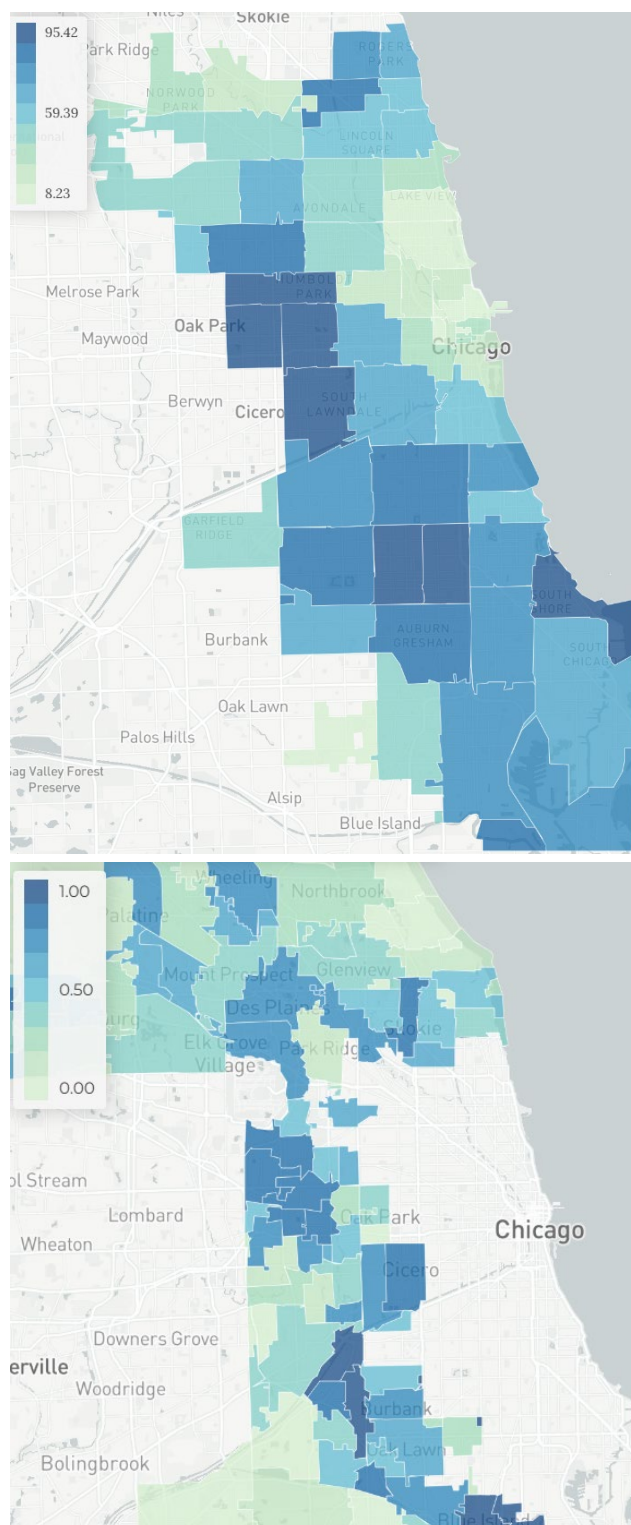 Niles
Skokie
95.42
Park Ridge
ROGERS
PARK
NORWOOD
PARK
59.39
LINCOLN
SQUARE
8.23
LAKE VIEW
AVONDALE
Melrose Park
HUMBOLDT
PARK
Oak Park
Maywood
Chicago
Berwyn
SOUTH
LAWNDALE
Cicero
GARFIELD
RIDGE
SOUTH
SHORE
AUBURN
GRESHAM
Burbank
SOUTH
CHICAGO
Oak Lawn
Palos Hills
Sag Valley Forest
Preserve
Alsip
Blue Island
1.00
Wheeling
Northbrook
Palatine
Mount Prospect
Glenview
0.50
Des Plaines
burg
Skokie
Elk Grove
Village
Park Ridge
0.00
ol Stream
Lombard
Oak Park
Chicago
Wheaton
Cicero
Downers Grove
erville
Woodridge
Burbank
Oak Lawn
Bolingbrook
Blue Island